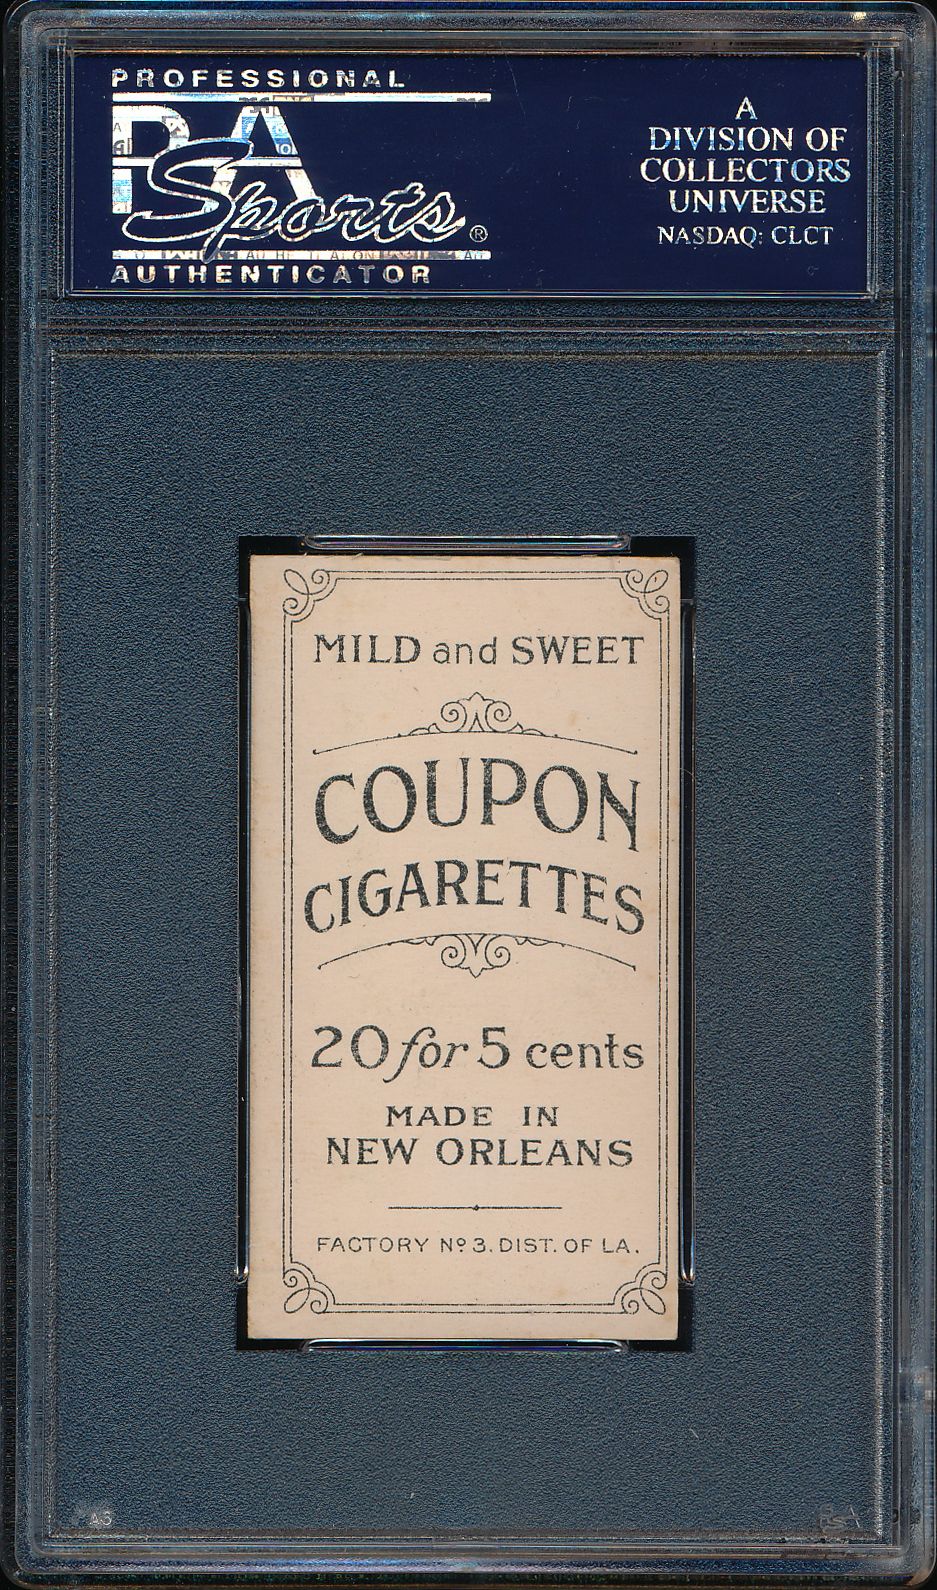 PROFESSIONAL
PSA
Sports®
AUTHENTICATOR
A
DIVISION OF
COLLECTORS
UNIVERSE
NASDAQ: CLCT
MILD and SWEET
COUPON
CIGARETTES
20 for 5 cents
MADE IN
NEW ORLEANS
FACTORY Nº 3. DIST. OF LA.